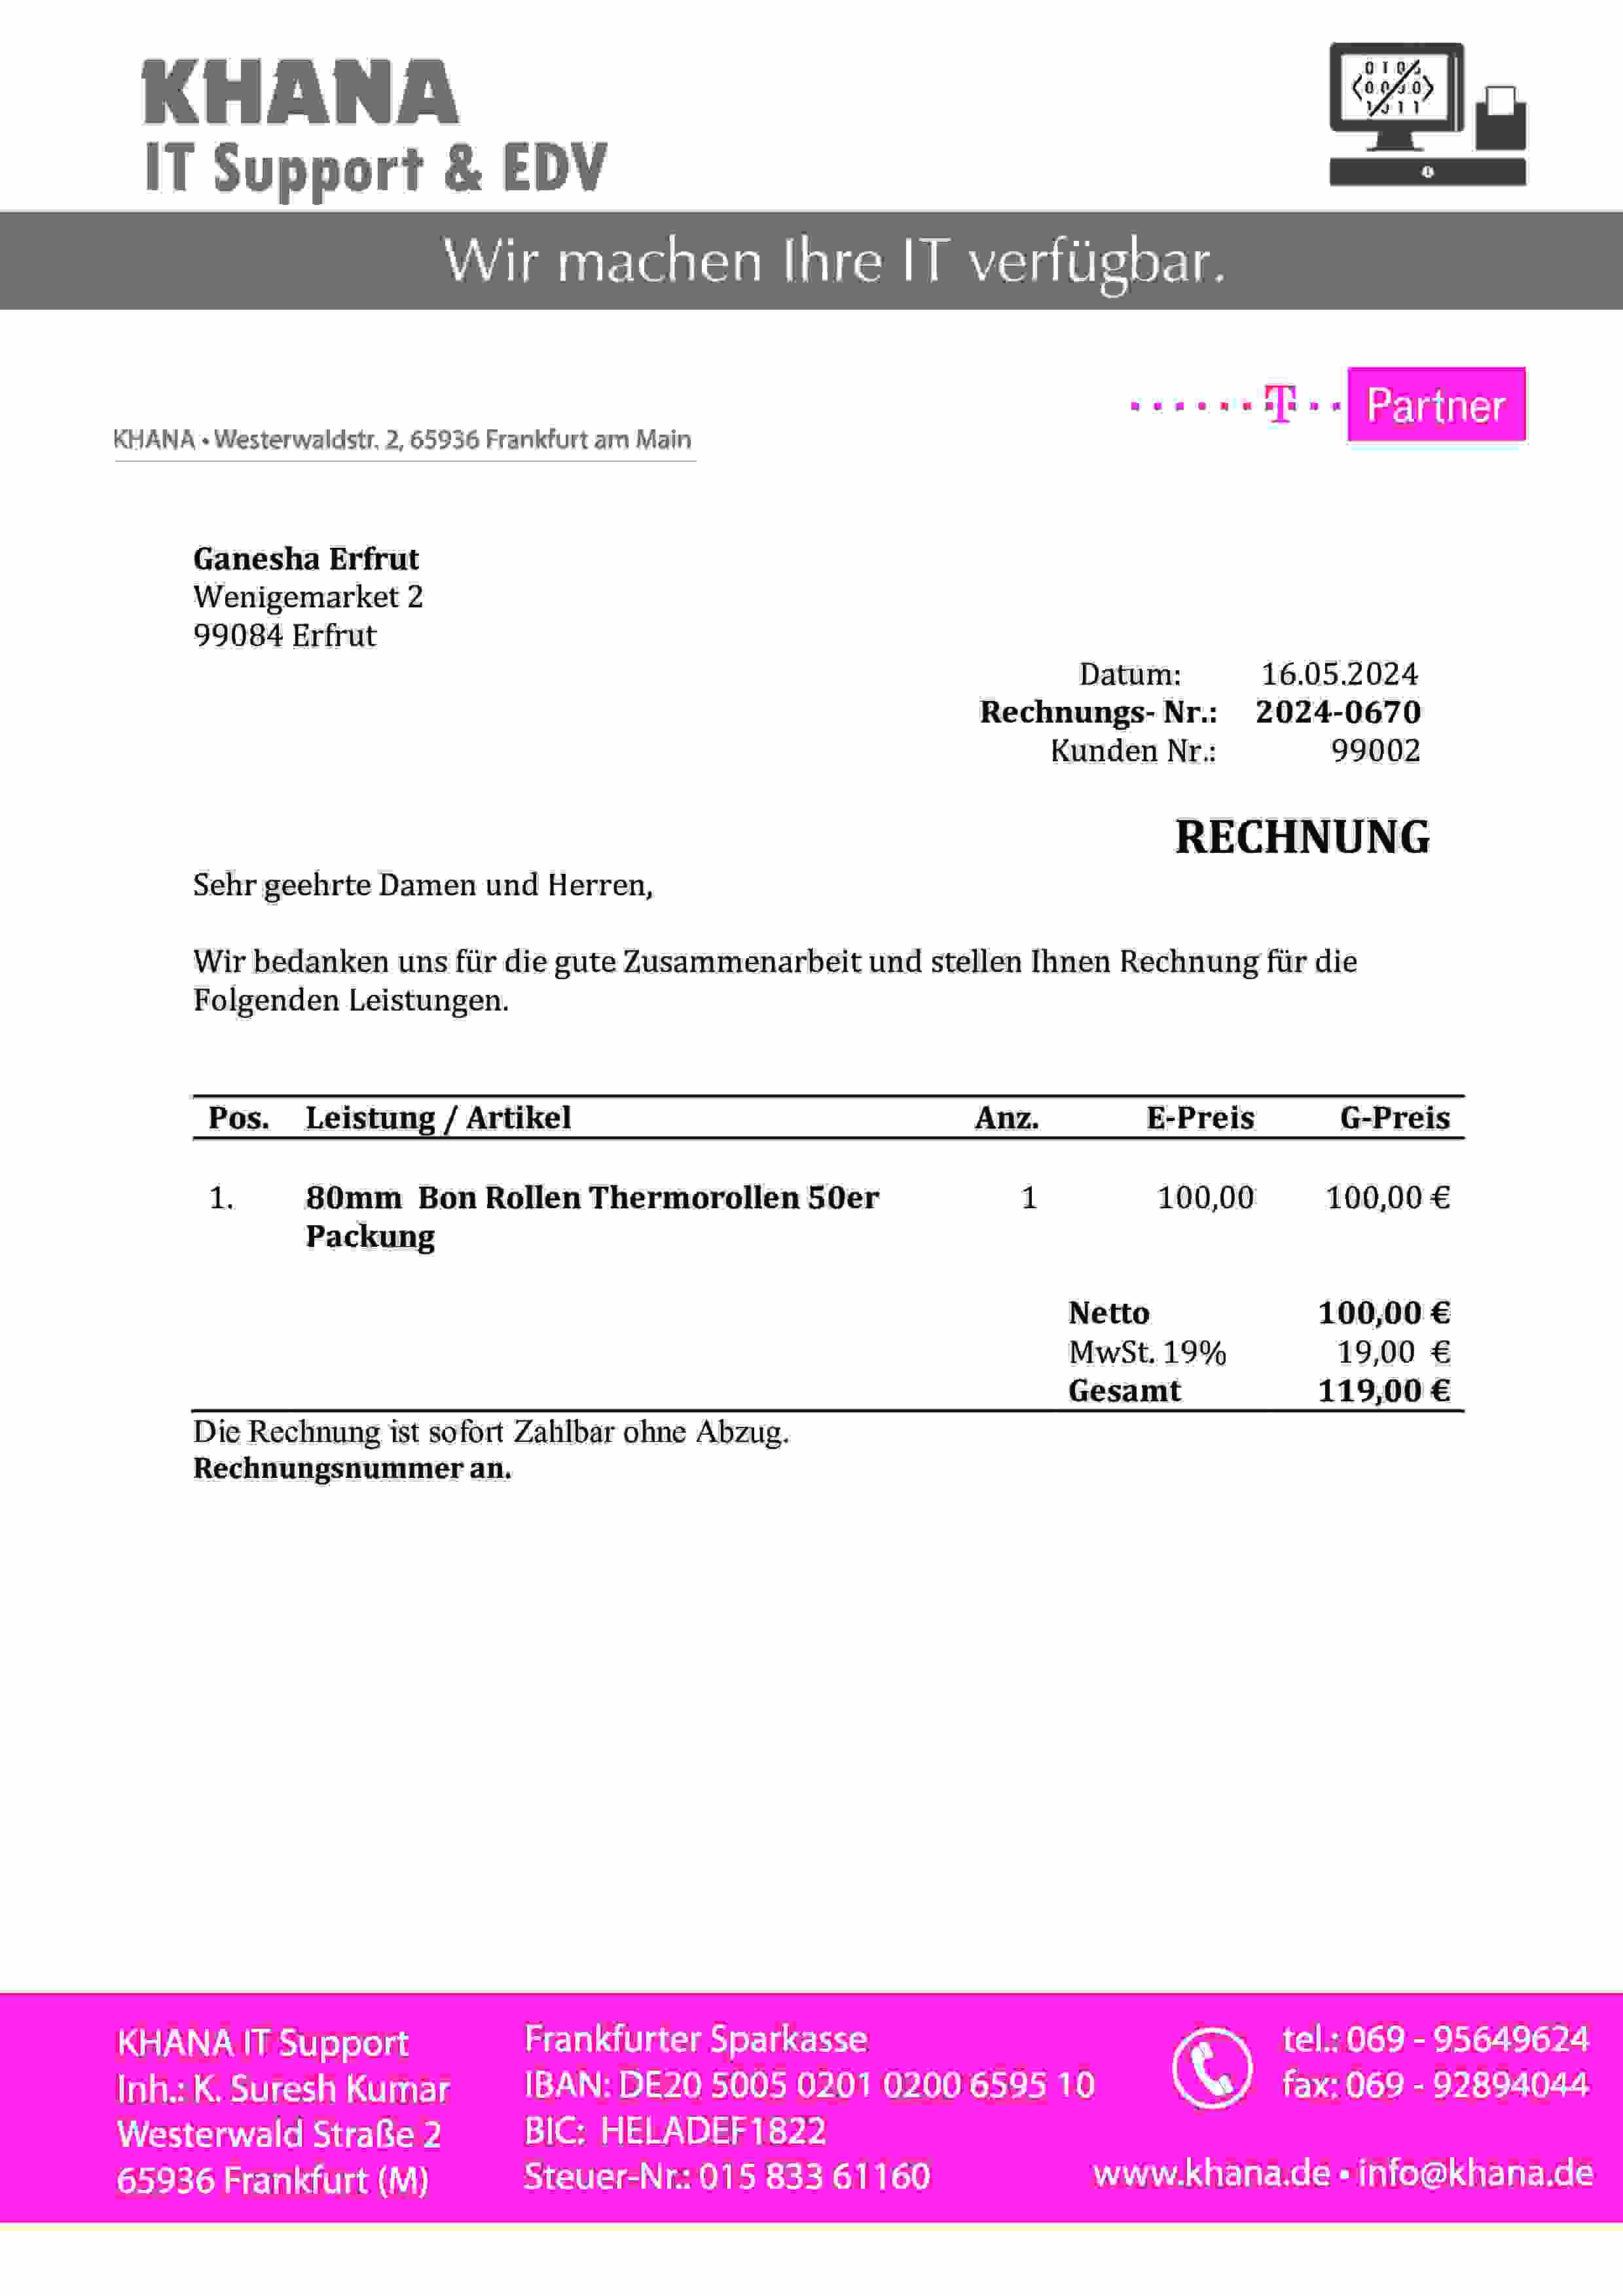 KHANA
IT Support & EDV
Wir machen Ihre IT verfügbar.
T Partner
KHANA • Westerwaldstr. 2, 65936 Frankfurt am Main
Ganesha Erfrut
Wenigemarket 2
99084 Erfrut
Datum: 16.05.2024
Rechnungs- Nr.: 2024-0670
Kunden Nr.: 99002
RECHNUNG
Sehr geehrte Damen und Herren,
Wir bedanken uns für die gute Zusammenarbeit und stellen Ihnen Rechnung für die
Folgenden Leistungen.
Pos. Leistung / Artikel Anz. E-Preis G-Preis
1. 80mm Bon Rollen Thermorollen 50er 1 100,00 100,00 €
Packung
Netto 100,00 €
MwSt. 19% 19,00 €
Gesamt 119,00 €
Die Rechnung ist sofort Zahlbar ohne Abzug.
Rechnungsnummer an.
KHANA IT Support
Inh.: K. Suresh Kumar
Westerwald Straße 2
65936 Frankfurt (M)
Frankfurter Sparkasse
IBAN: DE20 5005 0201 0200 6595 10
BIC: HELADEF1822
Steuer-Nr.: 015 833 61160
tel.: 069 - 95649624
fax: 069 - 92894044
www.khana.de • info@khana.de